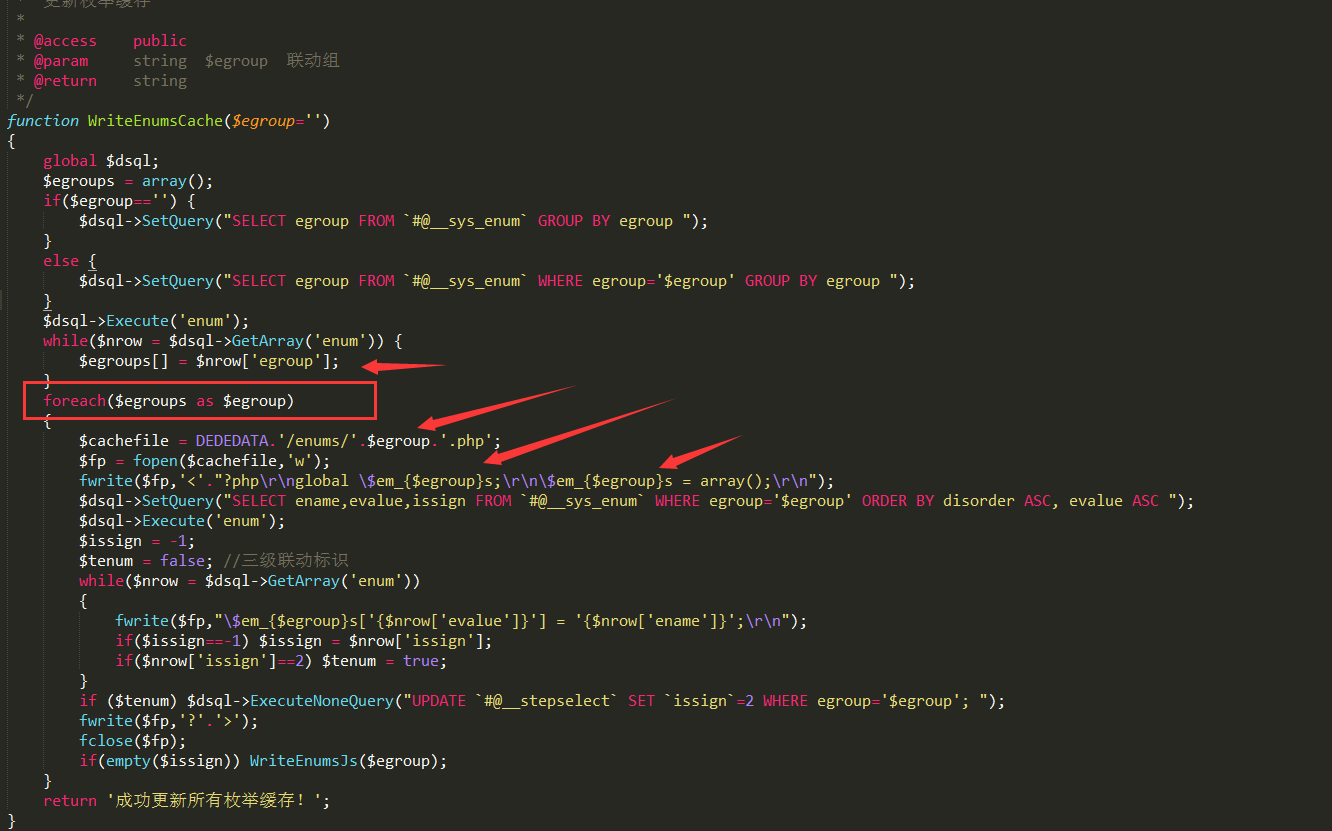 * 更新枚举缓存
*
* @access    public
* @param     string  $egroup  联动组
* @return    string
*/
function WriteEnumsCache($egroup='')
{
    global $dsql;
    $egroups = array();
    if($egroup=='') {
        $dsql->SetQuery("SELECT egroup FROM `#@__sys_enum` GROUP BY egroup ");
    }
    else {
        $dsql->SetQuery("SELECT egroup FROM `#@__sys_enum` WHERE egroup='$egroup' GROUP BY egroup ");
    }
    $dsql->Execute('enum');
    while($nrow = $dsql->GetArray('enum')) {
        $egroups[] = $nrow['egroup'];
    }
    foreach($egroups as $egroup)
    {
        $cachefile = DEDEDATA.'/enums/'.$egroup.'.php';
        $fp = fopen($cachefile,'w');
        fwrite($fp,'<'."?php\r\nglobal \$em_{$egroup}s;\r\n\$em_{$egroup}s = array();\r\n");
        $dsql->SetQuery("SELECT ename,evalue,issign FROM `#@__sys_enum` WHERE egroup='$egroup' ORDER BY disorder ASC, evalue ASC ");
        $dsql->Execute('enum');
        $issign = -1;
        $tenum = false; //三级联动标识
        while($nrow = $dsql->GetArray('enum'))
        {
            fwrite($fp,"\$em_{$egroup}s['{$nrow['evalue']}'] = '{$nrow['ename']}';\r\n");
            if($issign==-1) $issign = $nrow['issign'];
            if($nrow['issign']==2) $tenum = true;
        }
        if ($tenum) $dsql->ExecuteNoneQuery("UPDATE `#@__stepselect` SET `issign`=2 WHERE egroup='$egroup'; ");
        fwrite($fp,'?'.'>');
        fclose($fp);
        if(empty($issign)) WriteEnumsJs($egroup);
    }
    return '成功更新所有枚举缓存！';
}